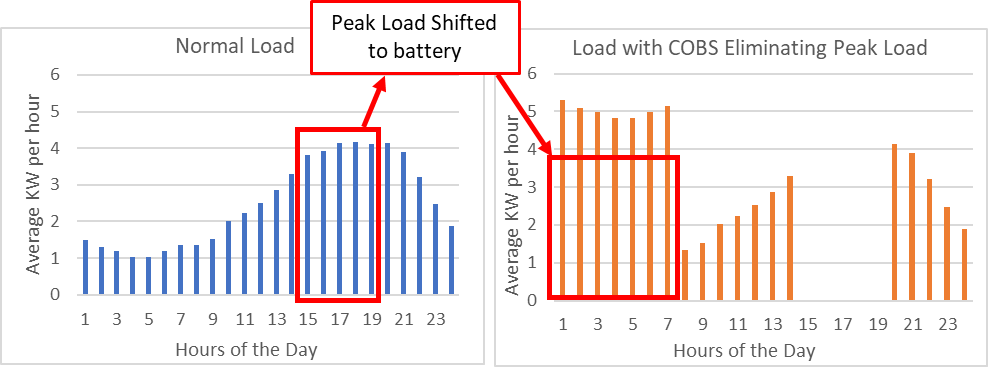 Peak Load Shifted
to battery
Normal Load
6
5
4
3
2
1
0
Average KW per hour
1 3 5 7 9 11 13 15 17 19 21 23
Hours of the Day
Load with COBS Eliminating Peak Load
6
5
4
3
2
1
0
Average KW per hour
1 3 5 7 9 11 13 15 17 19 21 23
Hours of the Day